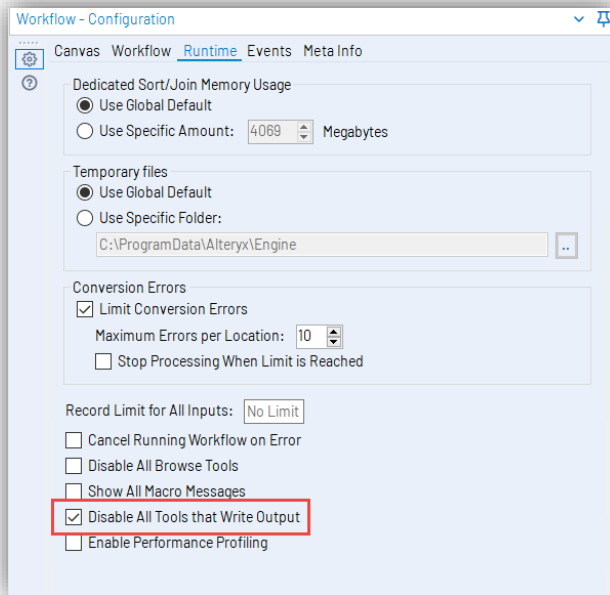 Workflow - Configuration
Canvas Workflow Runtime Events Meta Info
Dedicated Sort/Join Memory Usage
Use Global Default
Use Specific Amount: 4069 Megabytes
Temporary files
Use Global Default
Use Specific Folder:
C:\ProgramData\Alteryx\Engine ..
Conversion Errors
Limit Conversion Errors
Maximum Errors per Location: 10
Stop Processing When Limit is Reached
Record Limit for All Inputs: No Limit
Cancel Running Workflow on Error
Disable All Browse Tools
Show All Macro Messages
Disable All Tools that Write Output
Enable Performance Profiling